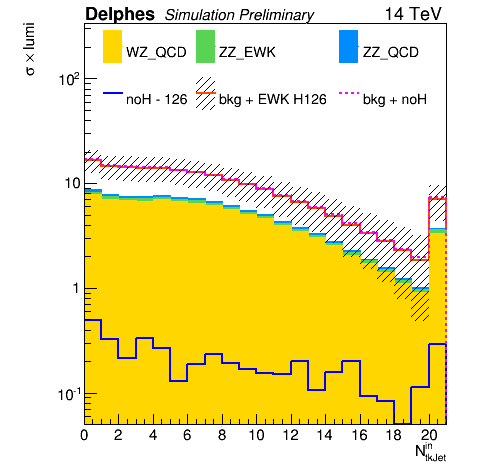 Delphes Simulation Preliminary 14 TeV
σ × lumi
WZ_QCD ZZ_EWK ZZ_QCD
noH - 126 bkg + EWK H126 bkg + noH
10²
10
1
10⁻¹
0 2 4 6 8 10 12 14 16 18 20
N^in_tkJet